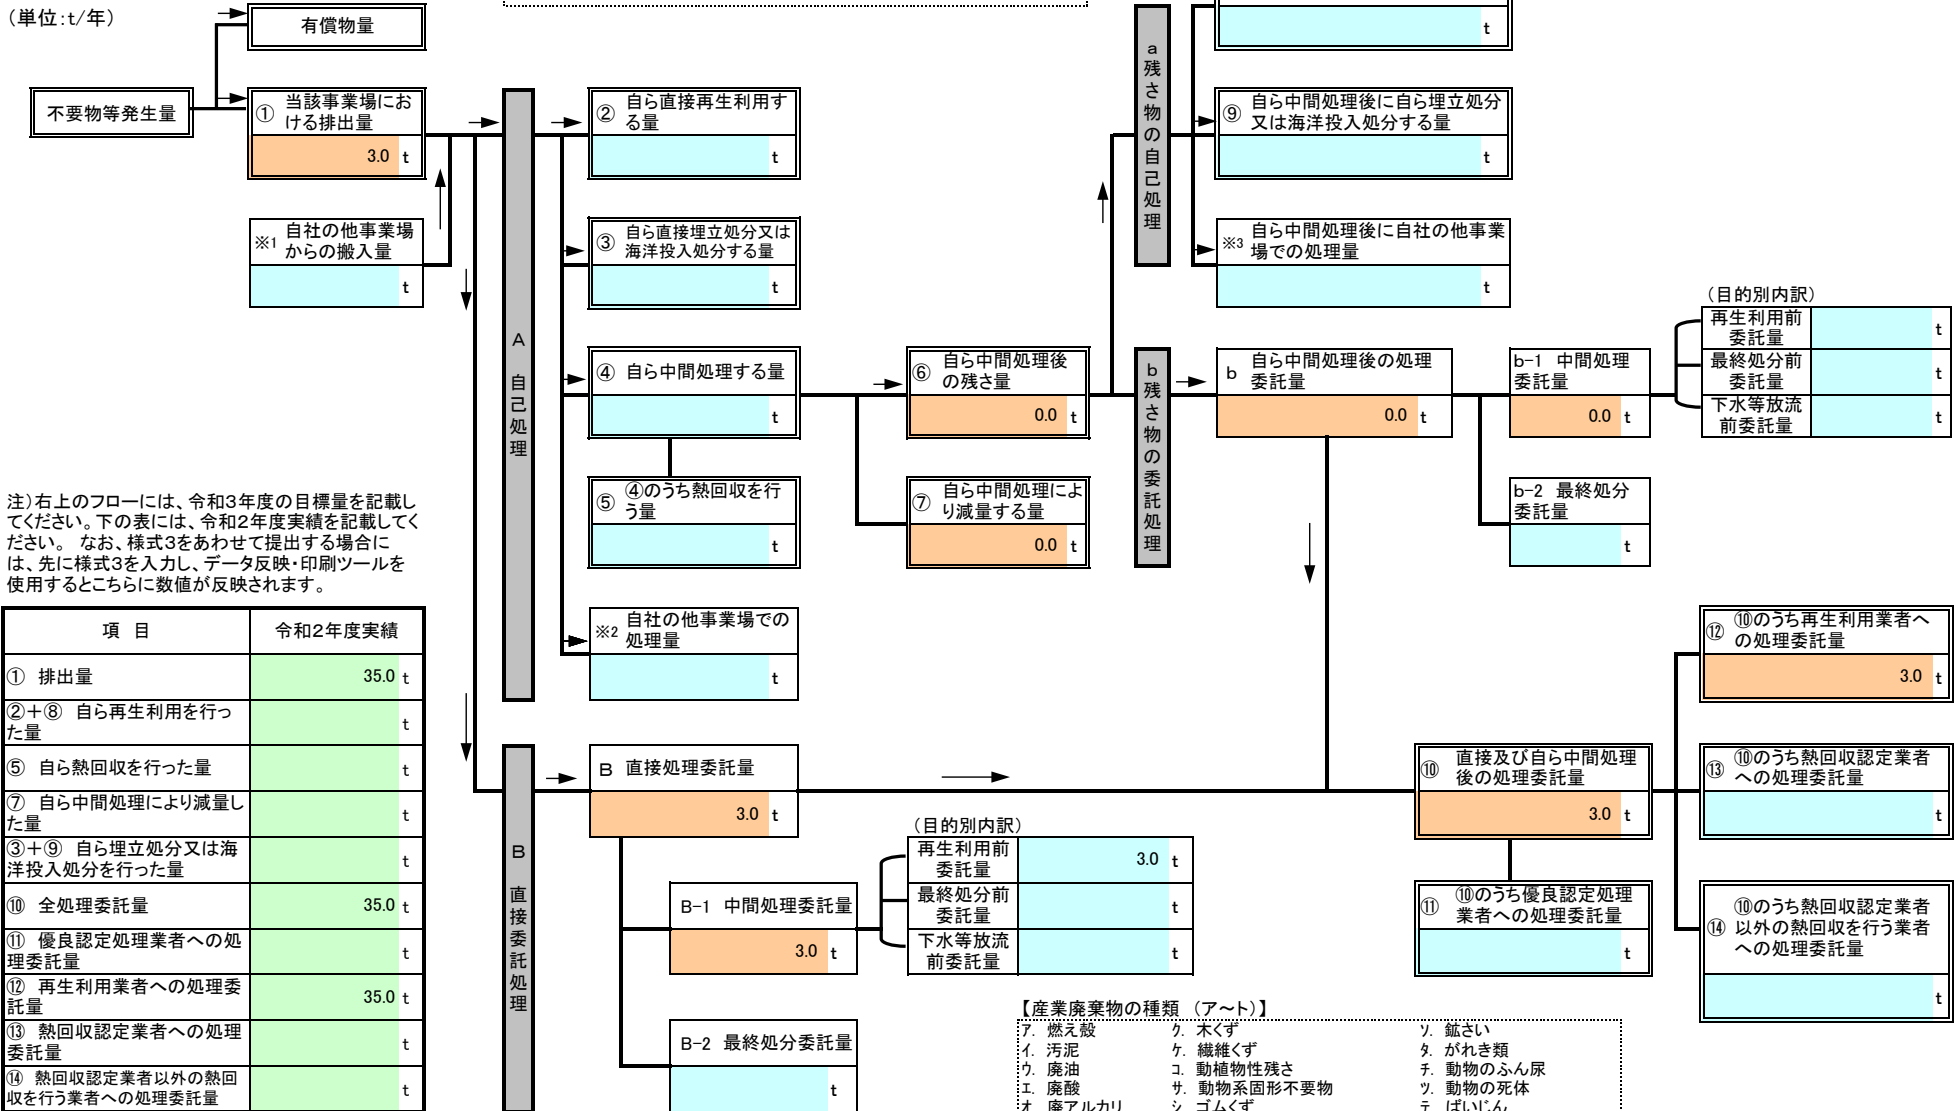 （単位:t/年）
有償物量
不要物等発生量
① 当該事業場にお
ける排出量
3.0 t
※1 自社の他事業場
からの搬入量
t
A
自己処理
② 自ら直接再生利用す
る量
t
③ 自ら直接埋立処分又は
海洋投入処分する量
t
④ 自ら中間処理する量
t
⑤ ④のうち熱回収を行
う量
t
※2 自社の他事業場での
処理量
t
⑥ 自ら中間処理後
の残さ量
0.0 t
⑦ 自ら中間処理によ
り減量する量
0.0 t
a
残さ物の自己処理
t
⑨ 自ら中間処理後に自ら埋立処分
又は海洋投入処分する量
t
※3 自ら中間処理後に自社の他事業
場での処理量
t
b
残さ物の委託処理
b 自ら中間処理後の処理
委託量
0.0 t
b-1 中間処理
委託量
0.0 t
b-2 最終処分
委託量
t
（目的別内訳）
再生利用前
委託量
t
最終処分前
委託量
t
下水等放流
前委託量
t
注）右上のフローには、令和3年度の目標量を記載し
てください。下の表には、令和2年度実績を記載してく
ださい。 なお、様式3をあわせて提出する場合に
は、先に様式3を入力し、データ反映・印刷ツールを
使用するとこちらに数値が反映されます。
項 目 令和2年度実績
① 排出量 35.0 t
②＋⑧ 自ら再生利用を行っ
た量
t
⑤ 自ら熱回収を行った量 t
⑦ 自ら中間処理により減量し
た量
t
③＋⑨ 自ら埋立処分又は海
洋投入処分を行った量
t
⑩ 全処理委託量 35.0 t
⑪ 優良認定処理業者への処
理委託量
t
⑫ 再生利用業者への処理委
託量
35.0 t
⑬ 熱回収認定業者への処理
委託量
t
⑭ 熱回収認定業者以外の熱回
収を行う業者への処理委託量
t
B
直接委託処理
B 直接処理委託量
3.0 t
B-1 中間処理委託量
3.0 t
B-2 最終処分委託量
t
（目的別内訳）
再生利用前
委託量
3.0 t
最終処分前
委託量
t
下水等放流
前委託量
t
⑩ 直接及び自ら中間処理
後の処理委託量
3.0 t
⑪ ⑩のうち優良認定処理
業者への処理委託量
t
⑫ ⑩のうち再生利用業者へ
の処理委託量
3.0 t
⑬ ⑩のうち熱回収認定業者
への処理委託量
t
⑭ ⑩のうち熱回収認定業者
以外の熱回収を行う業者
への処理委託量
t
【産業廃棄物の種類 （ア～ト）】
ｱ. 燃え殻 ｸ. 木くず ｿ. 鉱さい
ｲ. 汚泥 ｹ. 繊維くず ﾀ. がれき類
ｳ. 廃油 ｺ. 動植物性残さ ﾁ. 動物のふん尿
ｴ. 廃酸 ｻ. 動物系固形不要物 ﾂ. 動物の死体
ｵ. 廃アルカリ ｼ. ゴムくず ﾃ. ばいじん